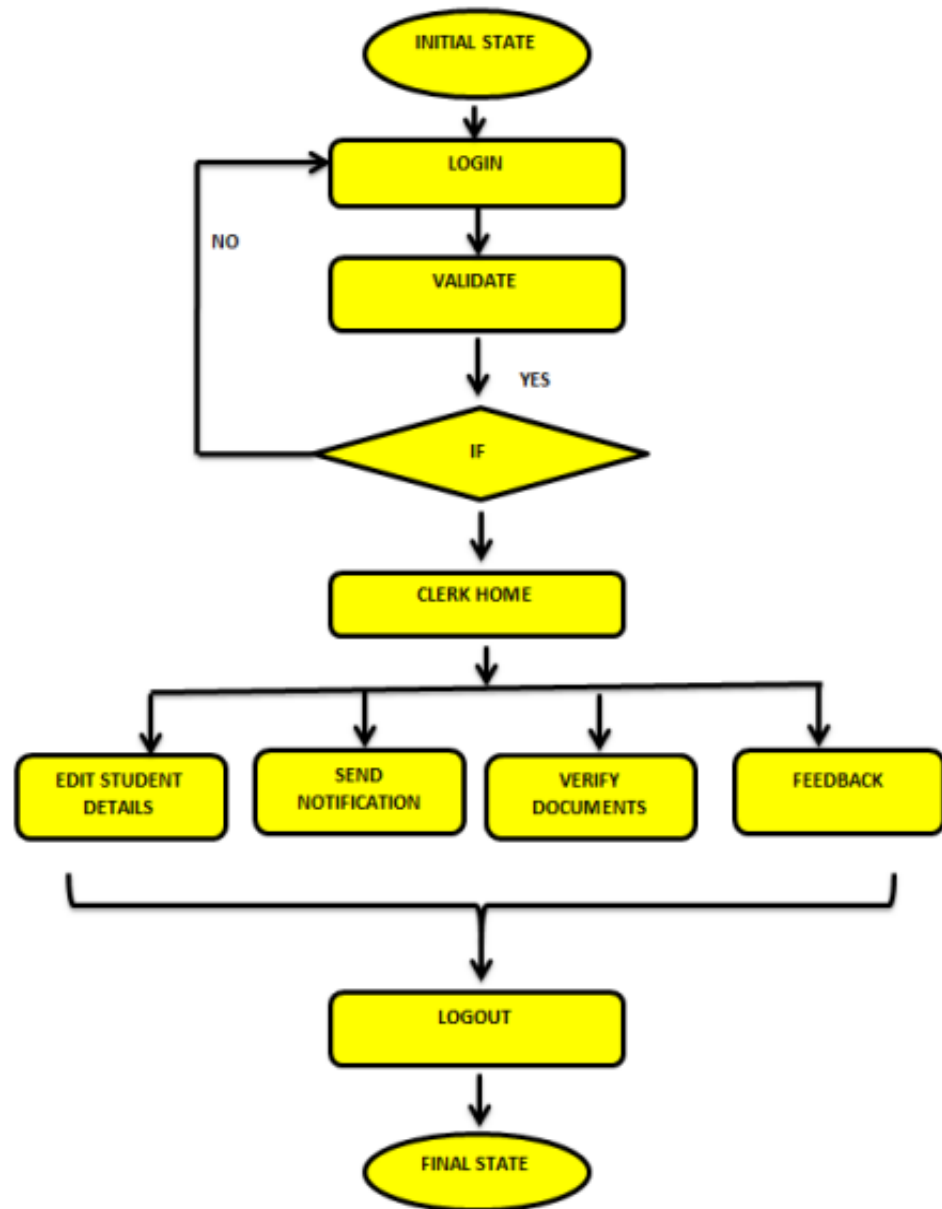 INITIAL STATE
LOGIN
NO
VALIDATE
YES
IF
CLERK HOME
EDIT STUDENT
DETAILS
SEND
NOTIFICATION
VERIFY
DOCUMENTS
FEEDBACK
LOGOUT
FINAL STATE